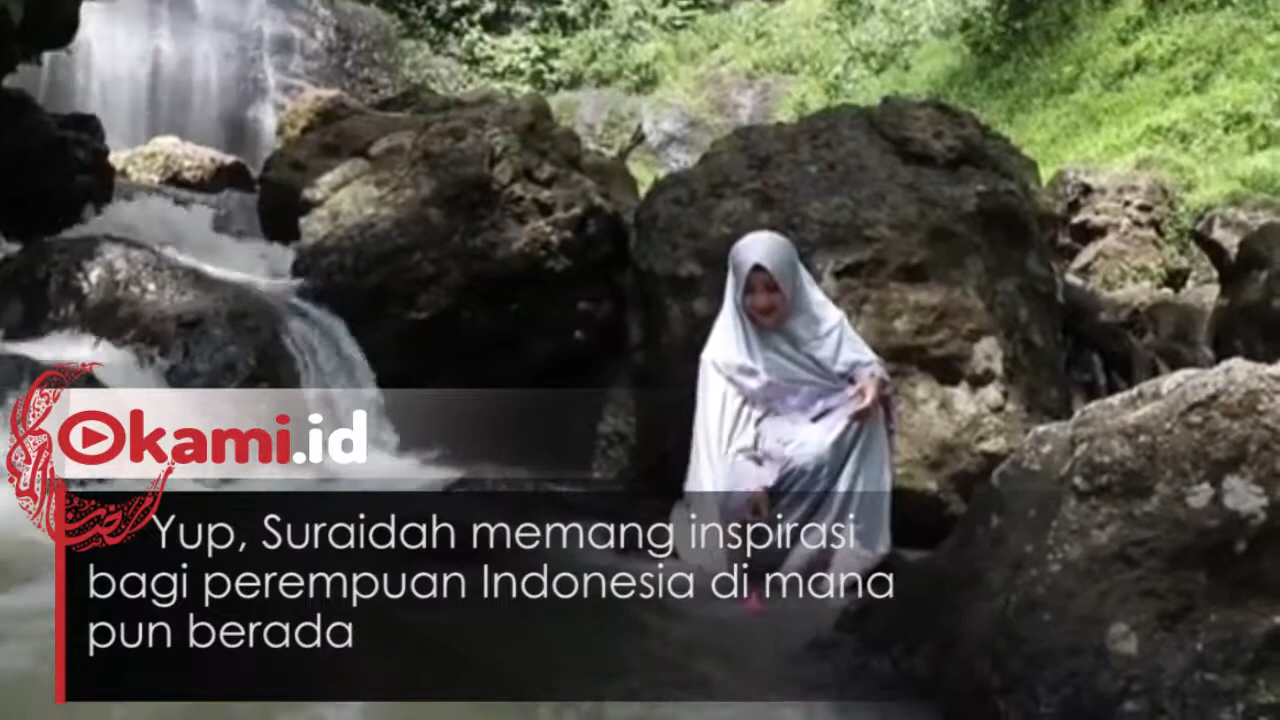 Okami.id
Yup, Suraidah memang inspirasi
bagi perempuan Indonesia di mana
pun berada